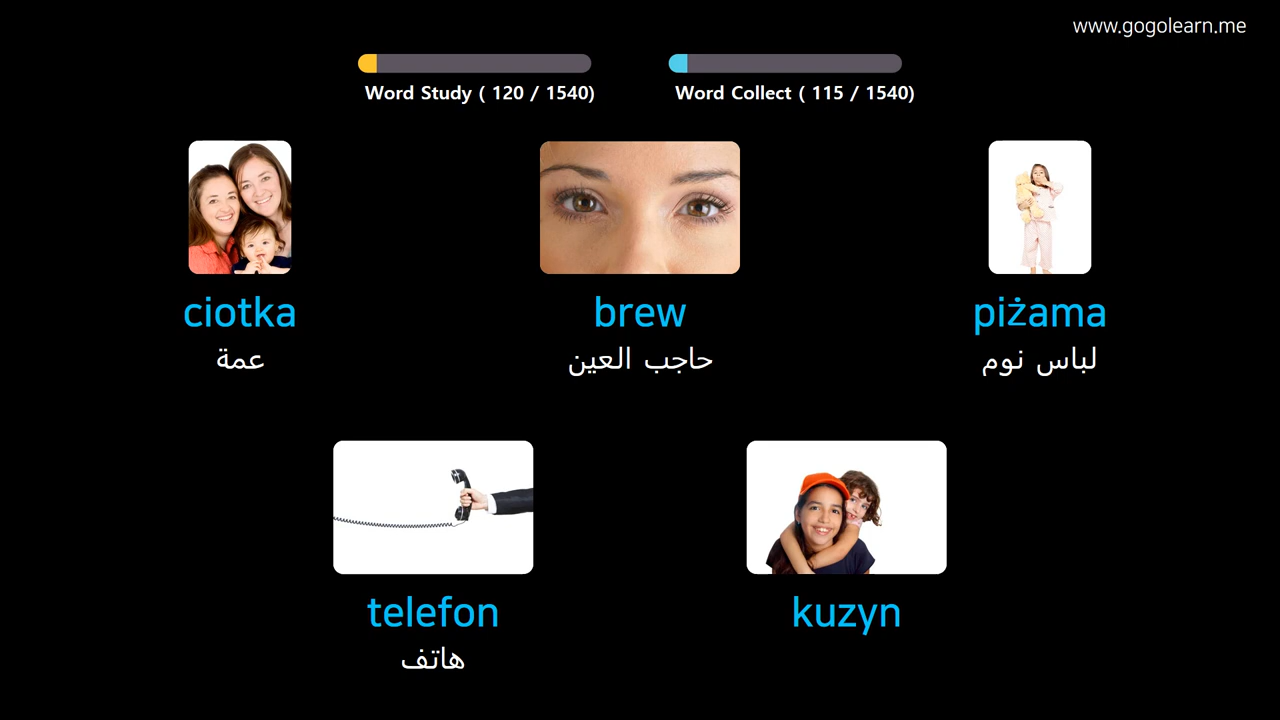 www.gogolearn.me
Word Study ( 120 / 1540)
Word Collect ( 115 / 1540)
ciotka
عمة
brew
حاجب العين
piżama
لباس نوم
telefon
هاتف
kuzyn